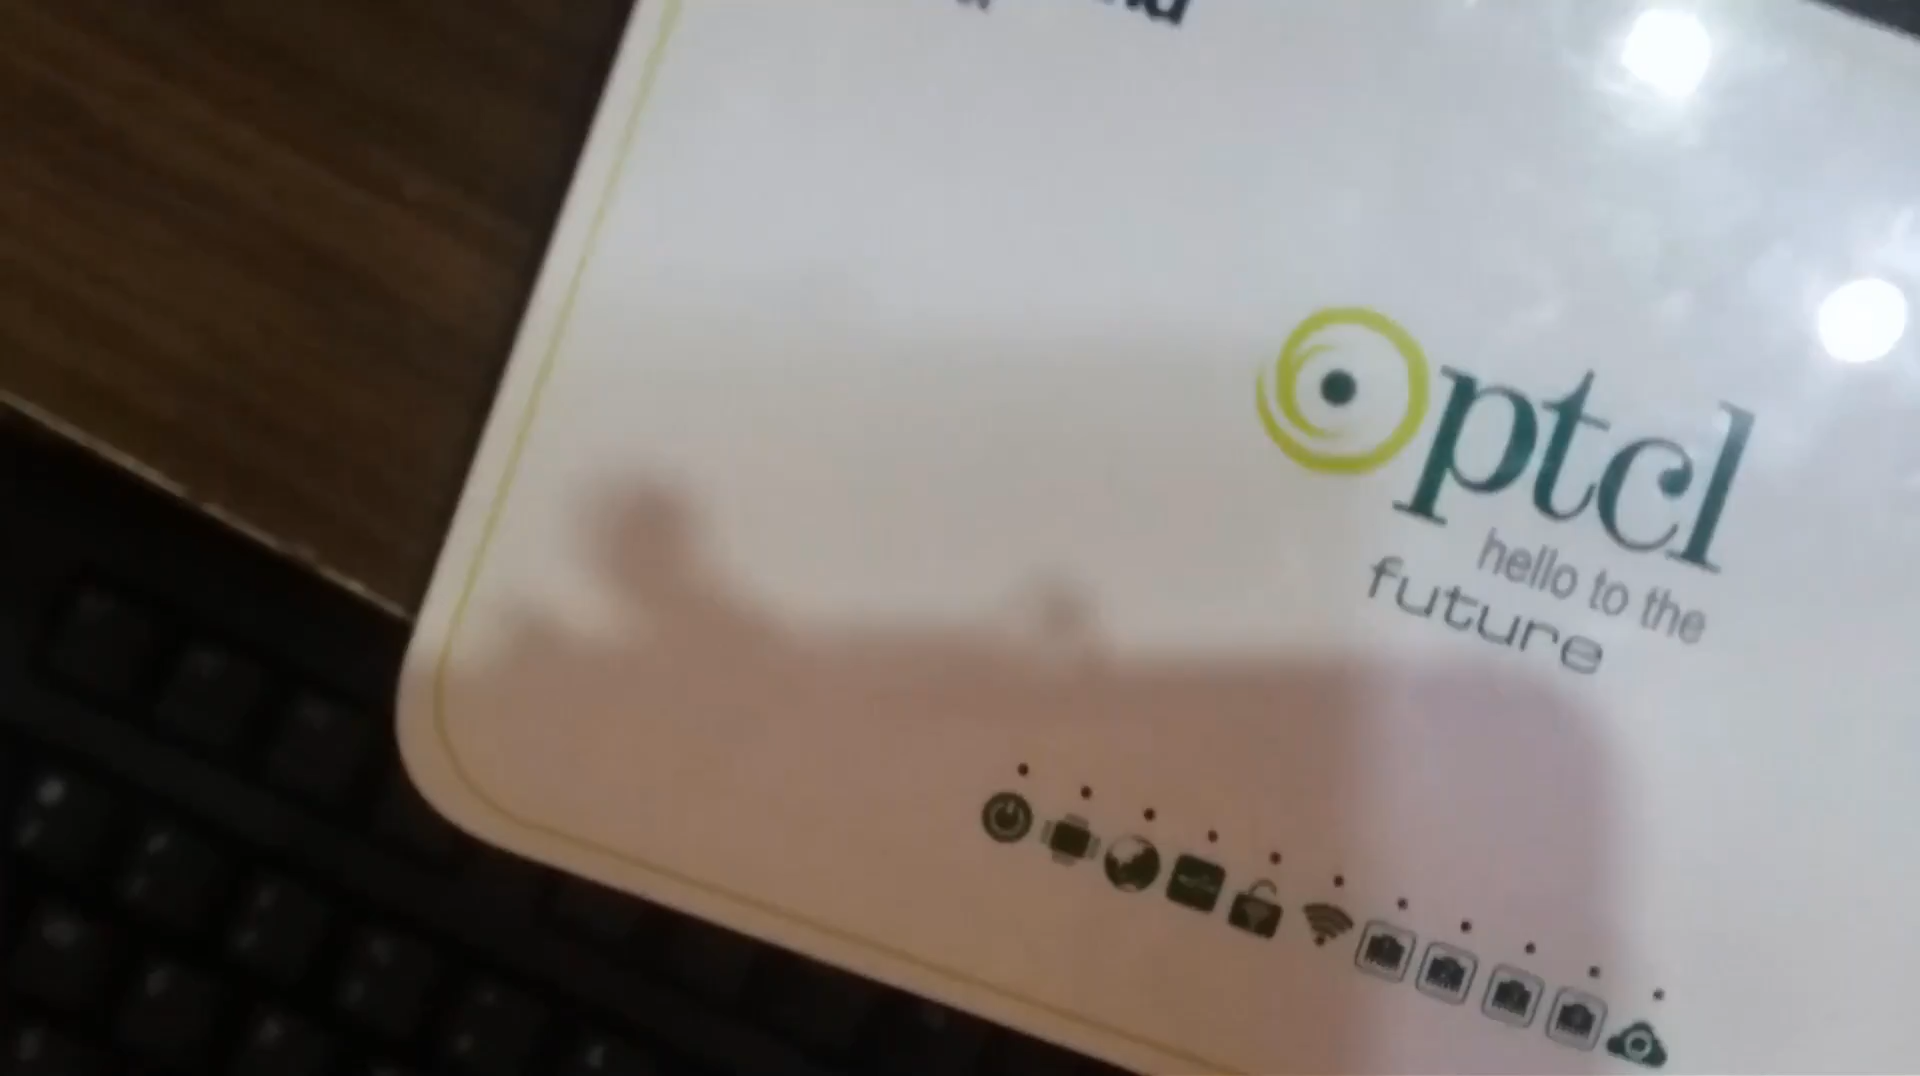 ptcl
hello to the
future